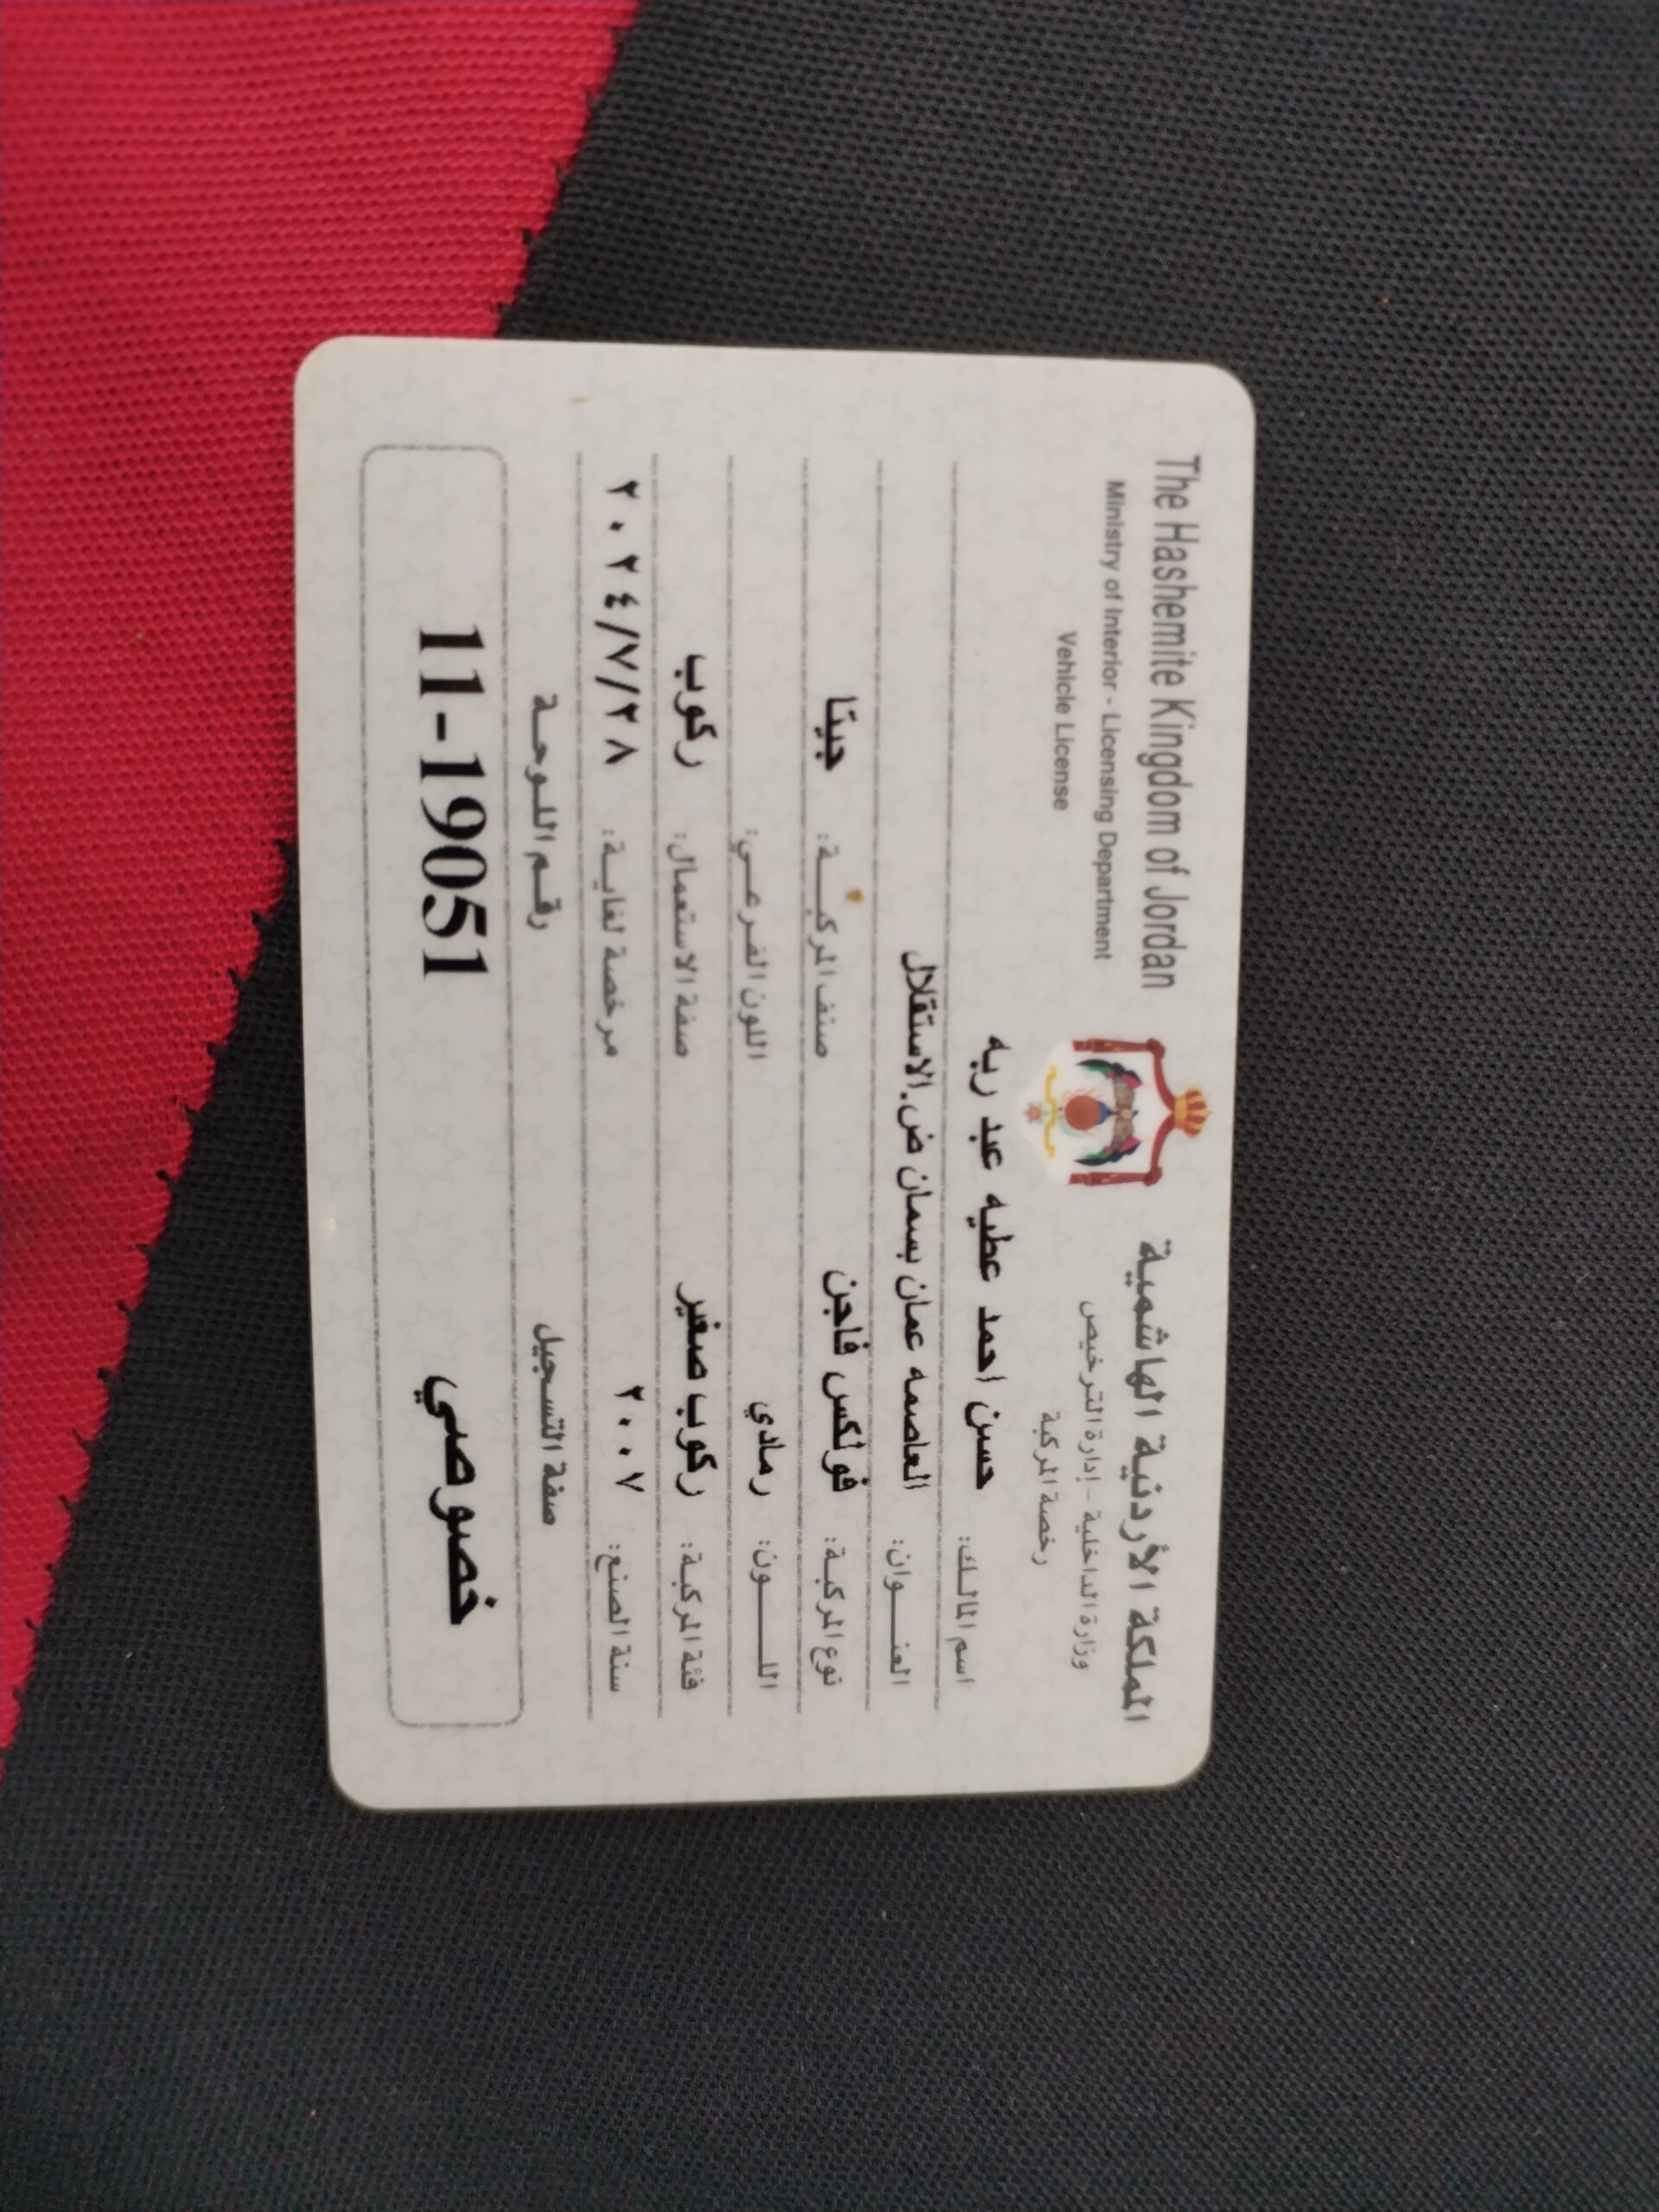 The Hashemite Kingdom of Jordan المملكة الأردنية الهاشمية
Ministry of Interior - Licensing Department وزارة الداخلية - إدارة الترخيص
Vehicle License رخصة المركبة
اسم المالك: حسن احمد عطيه عبد ربه
العنوان: العاصمه عمان بسمان ض.الاستقلال
نوع المركبة: فولكس فاجن صنف المركبة: جيتا
اللون: رمادي اللون الفرعي:
فئة المركبة: ركوب صغير صفة الاستعمال: ركوب
سنة الصنع: ٢٠٠٧ مرخصة لغاية: ٢٠٢٤/٧/٢٨
صفة التسجيل رقم اللوحة
خصوصي 11-19051